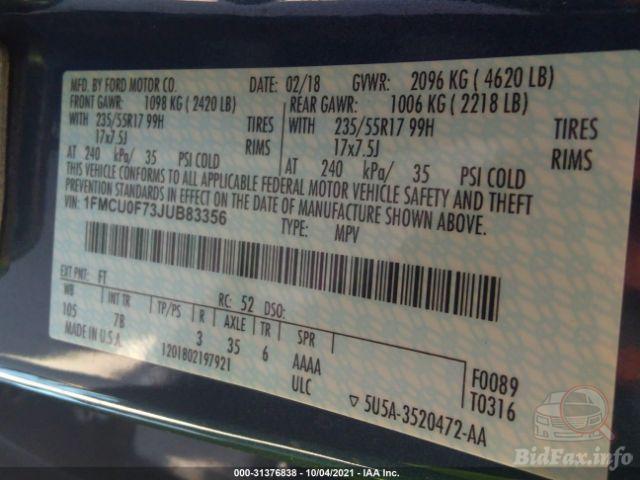 MFD. BY FORD MOTOR CO.
DATE: 02/18 GVWR: 2096 KG ( 4620 LB)
FRONT GAWR: 1098 KG ( 2420 LB)
REAR GAWR: 1006 KG ( 2218 LB)
WITH 235/55R17 99H TIRES
WITH 235/55R17 99H TIRES
17x7.5J RIMS
17x7.5J RIMS
AT 240 kPa/ 35 PSI COLD
AT 240 kPa/ 35 PSI COLD
THIS VEHICLE CONFORMS TO ALL APPLICABLE FEDERAL MOTOR VEHICLE SAFETY AND THEFT
PREVENTION STANDARDS IN EFFECT ON THE DATE OF MANUFACTURE SHOWN ABOVE.
VIN: 1FMCU0F73JUB83356
TYPE: MPV
EXT PNT: FT RC: 52 DSO:
WB INT TR TP/PS R AXLE TR SPR
105 7B 3 35 6 AAAA
MADE IN U.S.A. 1201802197921 ULC
F0089
T0316
▽ 5U5A-3520472-AA
000-31376838 - 10/04/2021 - IAA Inc.
BidFax.info